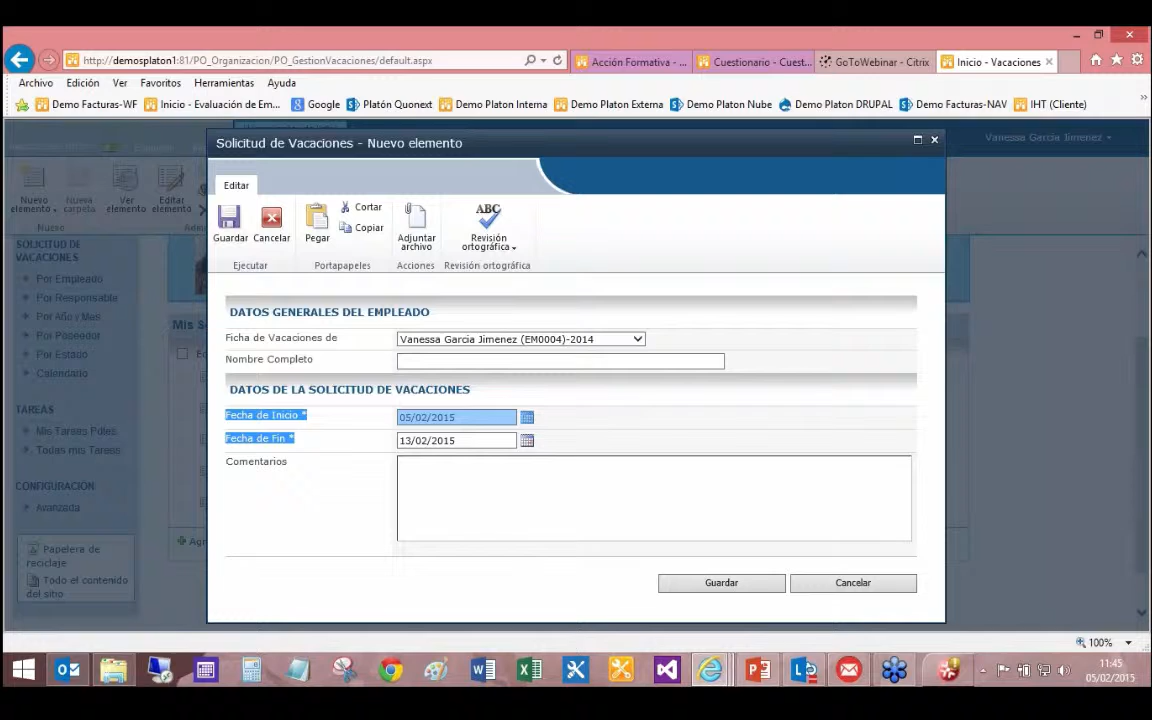 http://demosplaton1:81/PO_Organizacion/PO_GestionVacaciones/default.aspx
Acción Formativa - ...
Cuestionario - Cuest...
GoToWebinar - Citrix
Inicio - Vacaciones
Archivo Edición Ver Favoritos Herramientas Ayuda
Demo Facturas-WF
Inicio - Evaluación de Em...
Google
Platón Quonext
Demo Platon Interna
Demo Platon Externa
Demo Platon Nube
Demo Platon DRUPAL
Demo Facturas-NAV
IHT (Cliente)
Solicitud de Vacaciones - Nuevo elemento
Vanessa Garcia Jimenez
Editar
Nuevo elemento
Nueva carpeta
Ver elemento
Editar elemento
Guardar
Cancelar
Pegar
Cortar
Copiar
Adjuntar archivo
ABC
Revisión ortográfica
Ejecutar
Portapapeles
Acciones
Revisión ortográfica
SOLICITUD DE
VACACIONES
Por Empleado
Por Responsable
Por Año y Mes
Por Poseedor
Por Estado
Calendario
TAREAS
Mis Tareas Ptes.
Todas mis Tareas
CONFIGURACIÓN
Avanzada
Papelera de
reciclaje
Todo el contenido
del sitio
DATOS GENERALES DEL EMPLEADO
Ficha de Vacaciones de
Vanessa Garcia Jimenez (EM0004)-2014
Nombre Completo
DATOS DE LA SOLICITUD DE VACACIONES
Fecha de Inicio *
05/02/2015
Fecha de Fin *
13/02/2015
Comentarios
Guardar
Cancelar
100%
11:45
05/02/2015